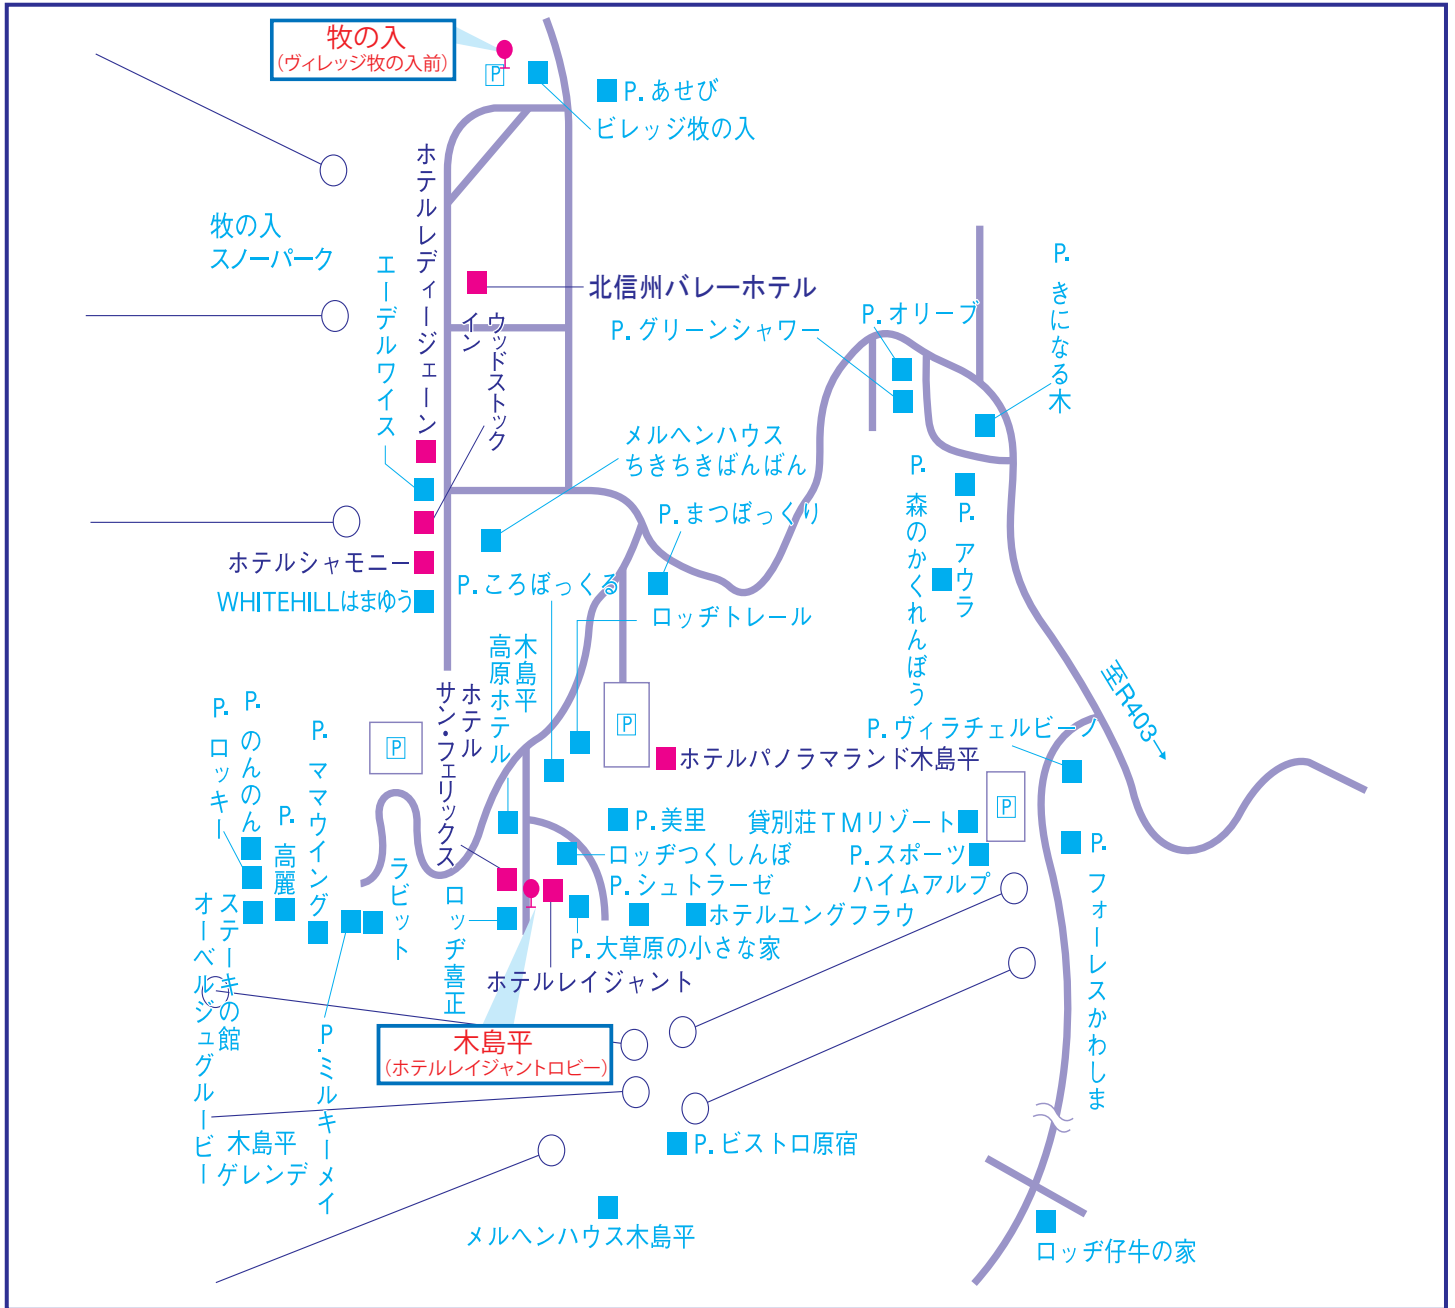 牧の入
(ヴィレッジ牧の入前)
P
P. あせび
ビレッジ牧の入
ホテルレディージェーン
牧の入
スノーパーク
エーデルワイス
北信州バレーホテル
ウッドストック
イン
P. グリーンシャワー
P. オリーブ
P. きになる木
メルヘンハウス
ちきちきばんばん
P. まつぼっくり
P. 森のかくれんぼう
P. アウラ
ホテルシャモニー
WHITEHILLはまゆう
P. ころぼっくる
ロッヂトレール
木島平
高原ホテル
ホテル
サン・フェリックス
至R403→
P. ヴィラチェルビーノ
P
P
P
ホテルパノラマランド木島平
P. のんのん
P. ロッキー
P. ママウイング
P. 高麗
P. 美里
貸別荘TMリゾート
ロッヂつくしんぼ
P. スポーツ
ハイムアルプ
P. シュトラーゼ
ホテルユングフラウ
P. フォーレスかわしま
ラビット
ロッヂ喜正
P. 大草原の小さな家
ホテルレイジャント
ステーキの館
オーベルジュグルービー
P. ミルキーメイ
木島平
(ホテルレイジャントロビー)
木島平
ゲレンデ
P. ビストロ原宿
メルヘンハウス木島平
ロッヂ仔牛の家